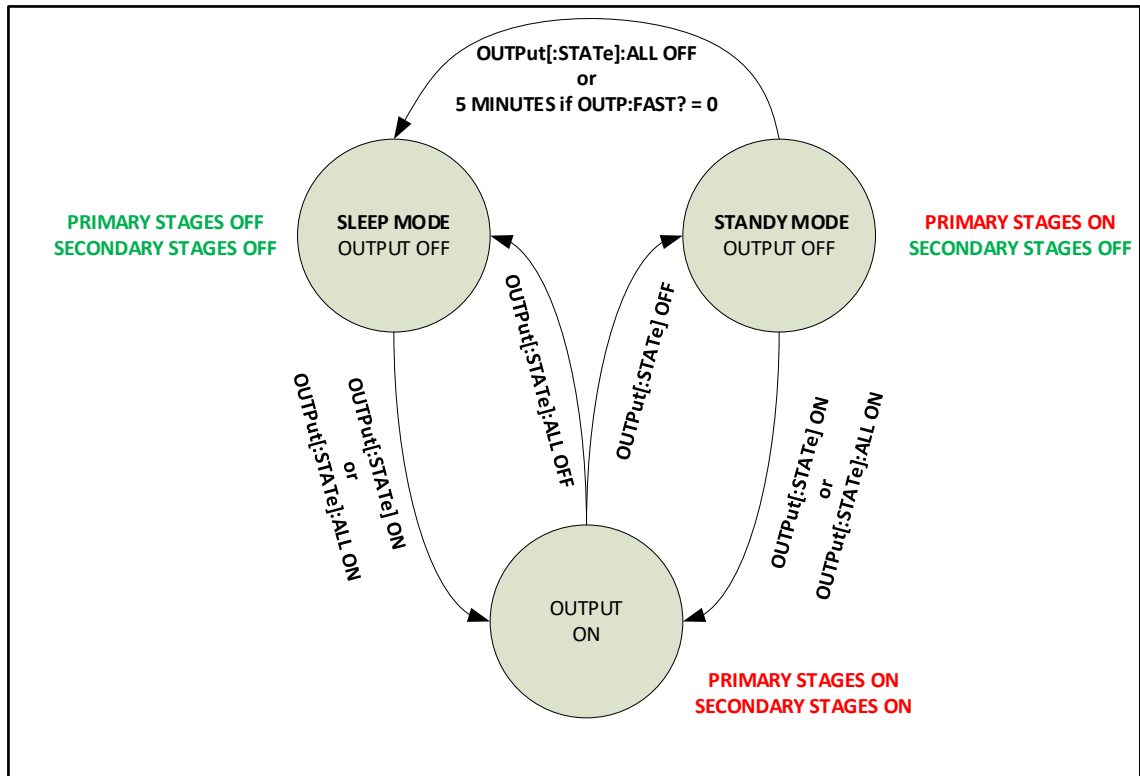 OUTPut[:STATe]:ALL OFF
or
5 MINUTES if OUTP:FAST? = 0
PRIMARY STAGES OFF
SECONDARY STAGES OFF
SLEEP MODE
OUTPUT OFF
STANDY MODE
OUTPUT OFF
PRIMARY STAGES ON
SECONDARY STAGES OFF
OUTPut[:STATe] ON
or
OUTPut[:STATe]:ALL ON
OUTPut[:STATe]:ALL OFF
OUTPut[:STATe] OFF
OUTPut[:STATe] ON
or
OUTPut[:STATe]:ALL ON
OUTPUT
ON
PRIMARY STAGES ON
SECONDARY STAGES ON